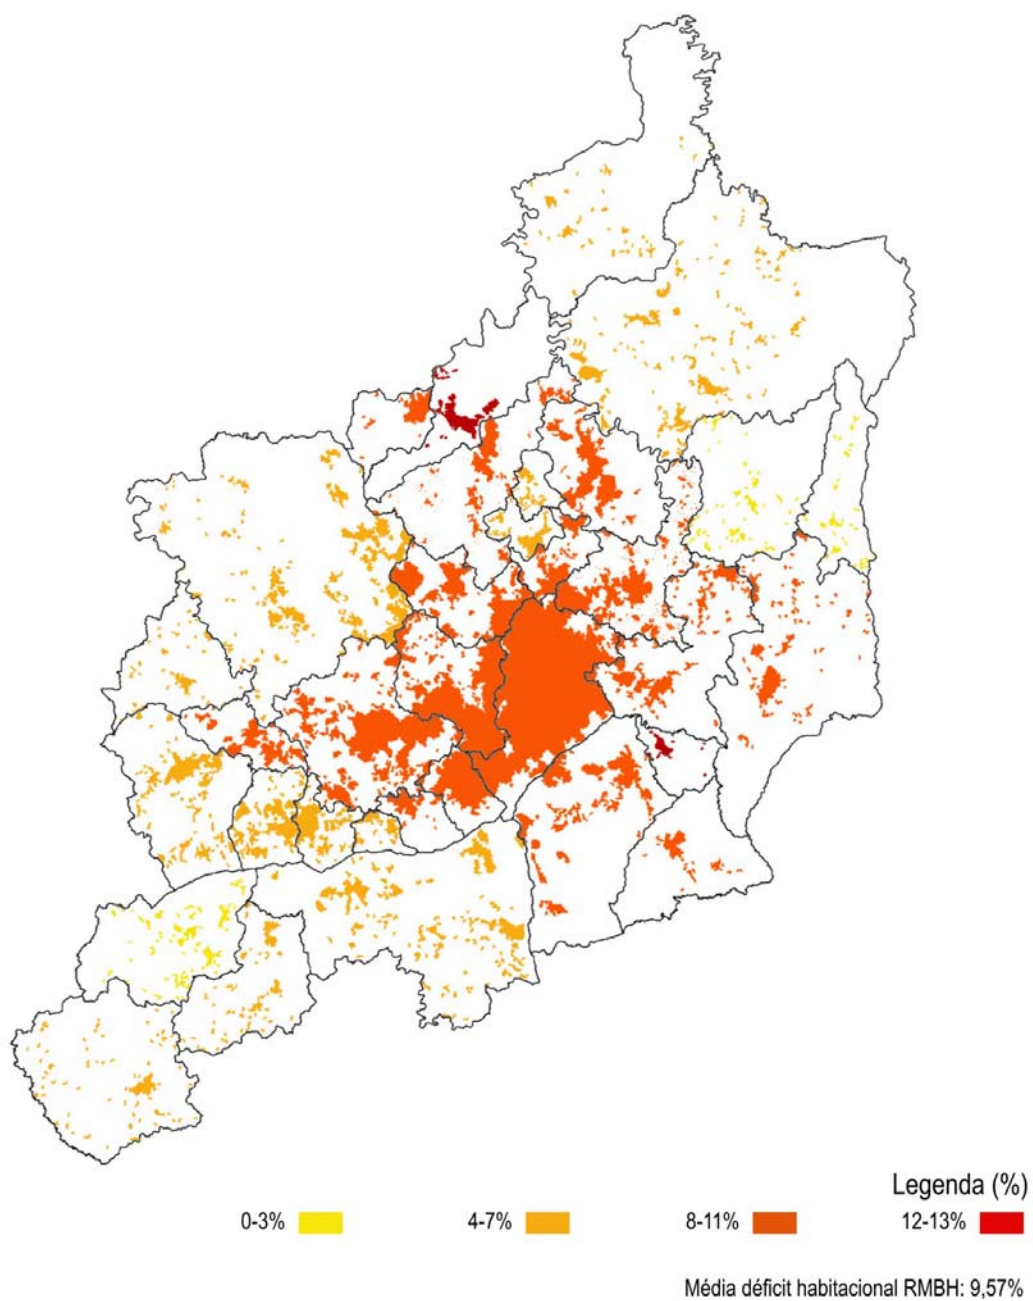 Legenda (%)
0-3% 4-7% 8-11% 12-13%
Média déficit habitacional RMBH: 9,57%